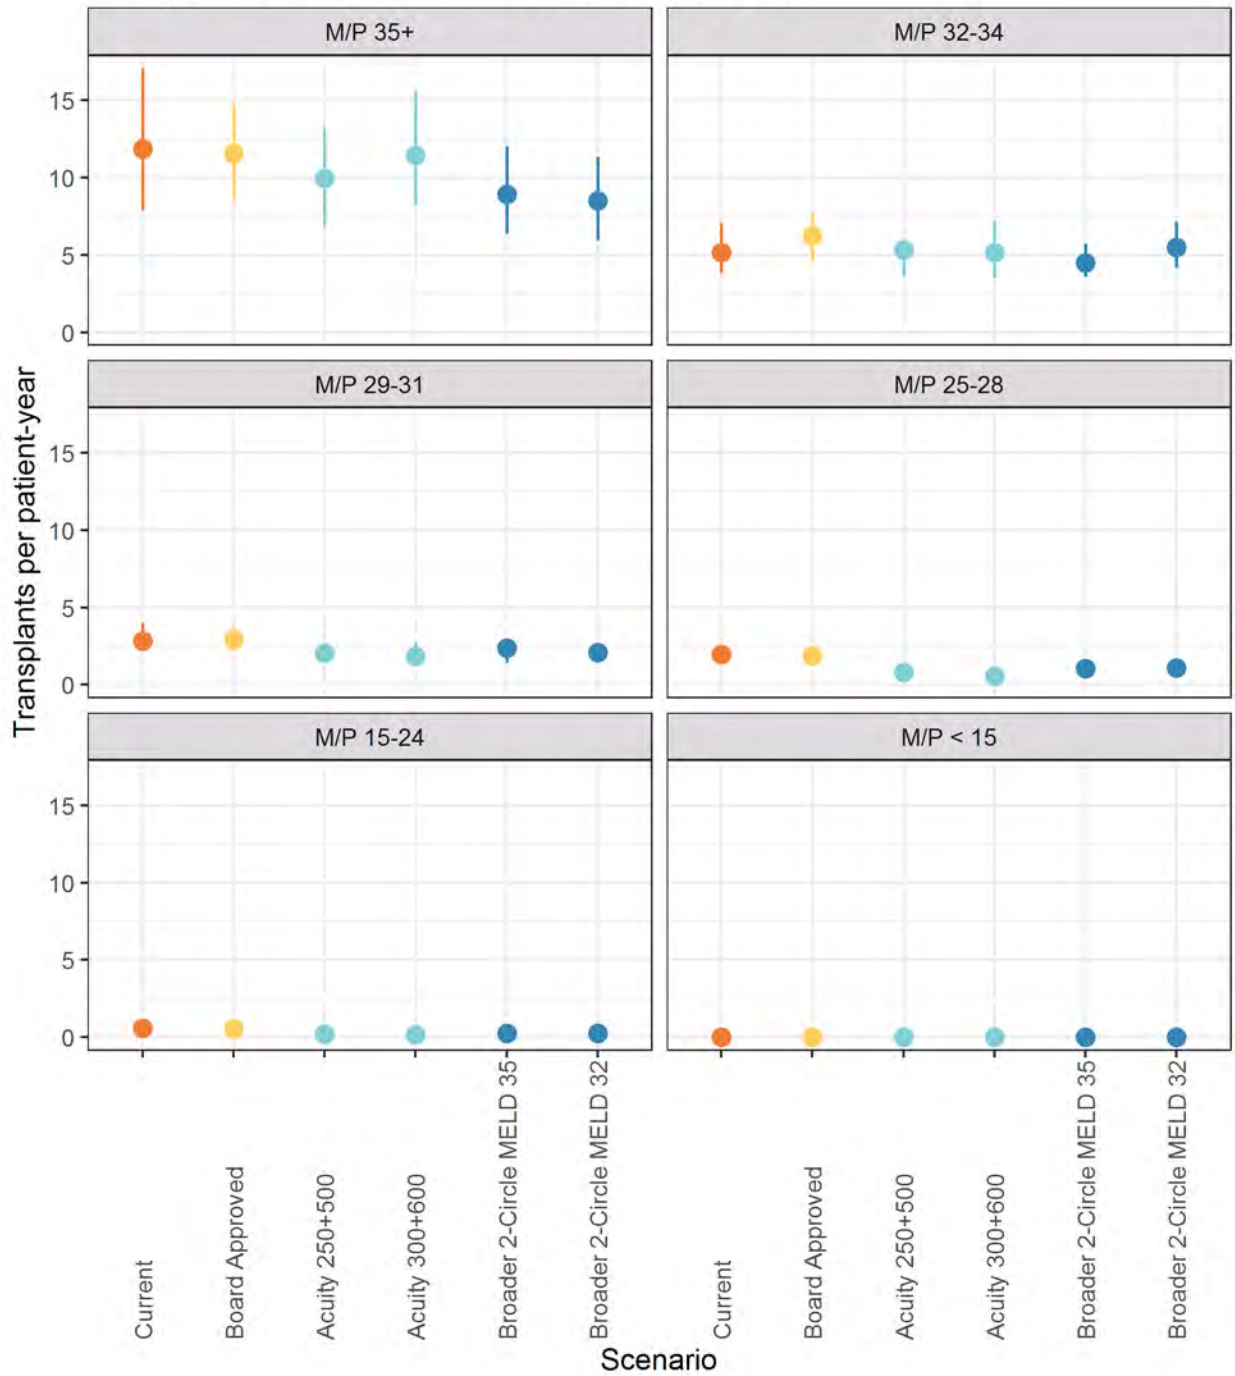 M/P 35+
M/P 32-34
15
10
5
0
M/P 29-31
M/P 25-28
15
10
5
0
M/P 15-24
M/P < 15
15
10
5
0
Transplants per patient-year
Current
Board Approved
Acuity 250+500
Acuity 300+600
Broader 2-Circle MELD 35
Broader 2-Circle MELD 32
Current
Board Approved
Acuity 250+500
Acuity 300+600
Broader 2-Circle MELD 35
Broader 2-Circle MELD 32
Scenario